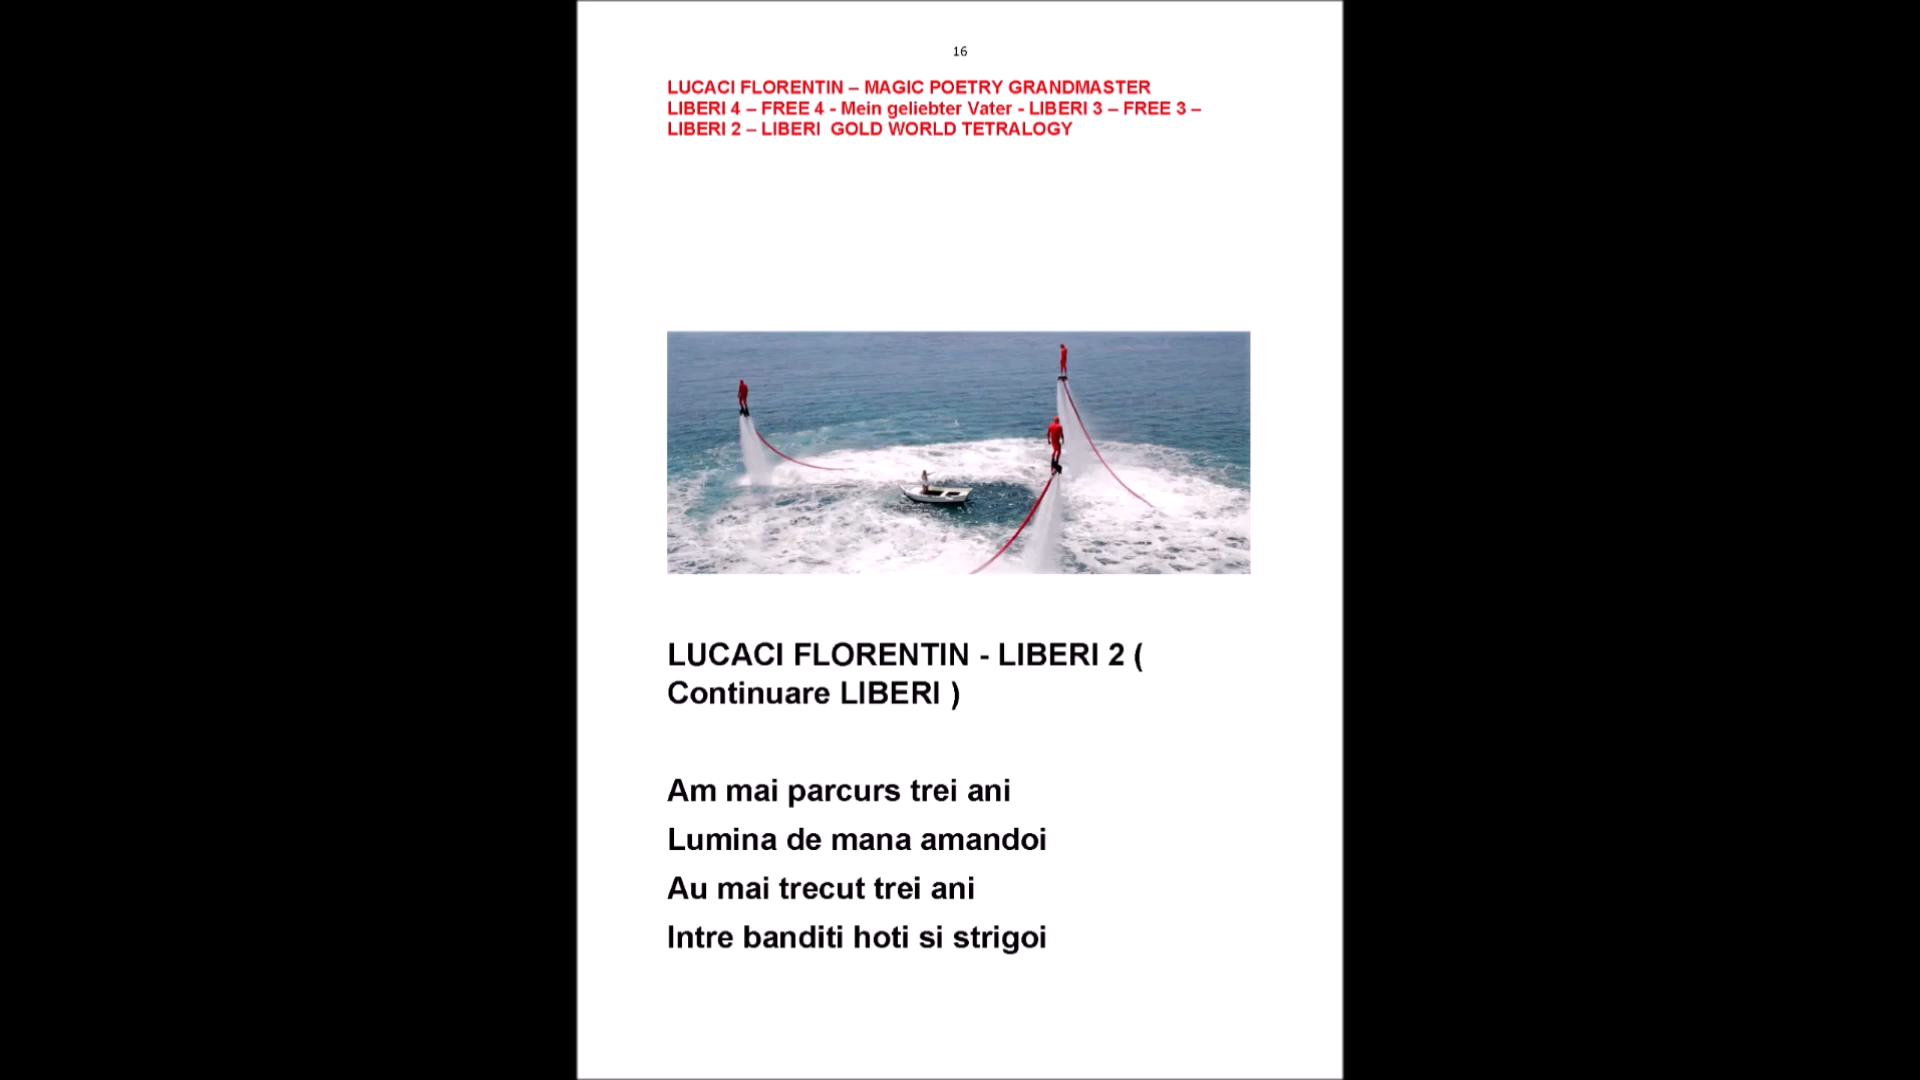 16
LUCACI FLORENTIN – MAGIC POETRY GRANDMASTER
LIBERI 4 – FREE 4 - Mein geliebter Vater - LIBERI 3 – FREE 3 –
LIBERI 2 – LIBERI  GOLD WORLD TETRALOGY
LUCACI FLORENTIN - LIBERI 2 (
Continuare LIBERI )
Am mai parcurs trei ani
Lumina de mana amandoi
Au mai trecut trei ani
Intre banditi hoti si strigoi